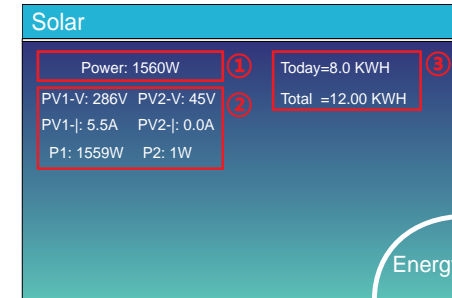 Solar
Power: 1560W ①
PV1-V: 286V PV2-V: 45V ②
PV1-|: 5.5A PV2-|: 0.0A
P1: 1559W P2: 1W
Today=8.0 KWH ③
Total =12.00 KWH
Energ